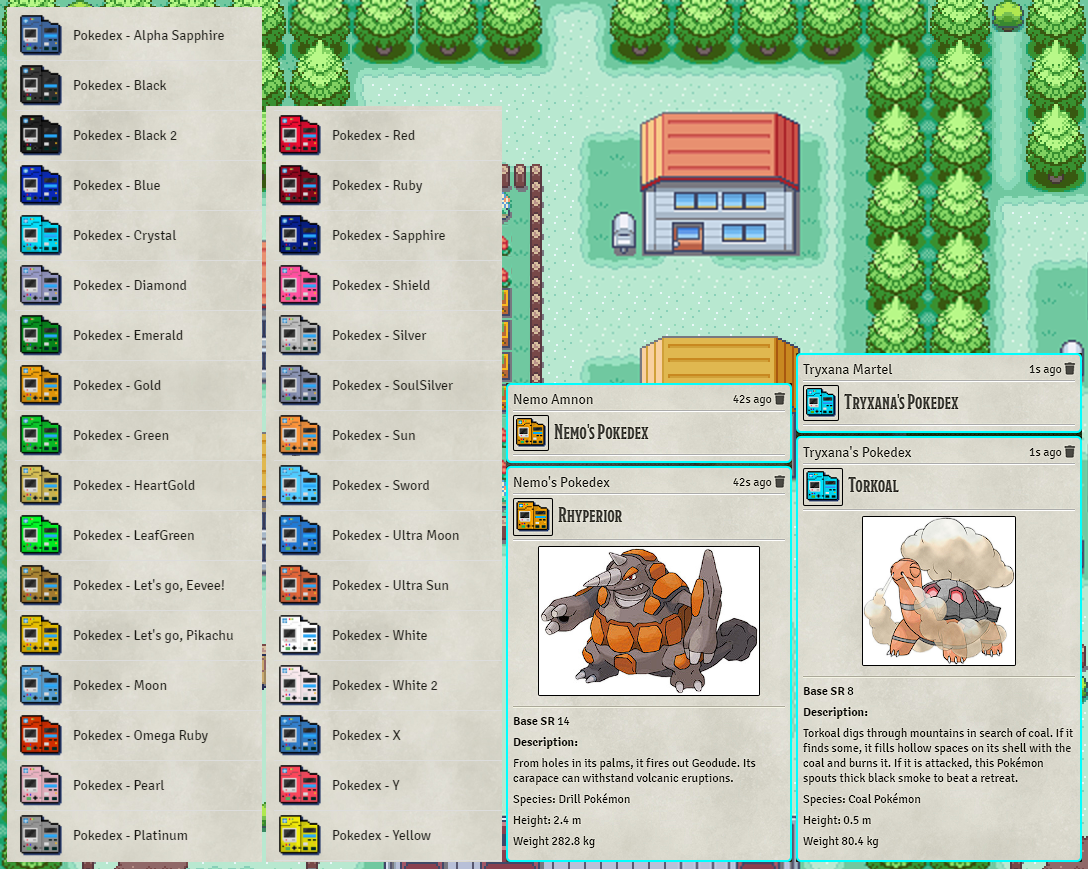 Pokedex - Alpha Sapphire
Pokedex - Black
Pokedex - Black 2
Pokedex - Blue
Pokedex - Crystal
Pokedex - Diamond
Pokedex - Emerald
Pokedex - Gold
Pokedex - Green
Pokedex - HeartGold
Pokedex - LeafGreen
Pokedex - Let's go, Eevee!
Pokedex - Let's go, Pikachu
Pokedex - Moon
Pokedex - Omega Ruby
Pokedex - Pearl
Pokedex - Platinum
Pokedex - Red
Pokedex - Ruby
Pokedex - Sapphire
Pokedex - Shield
Pokedex - Silver
Pokedex - SoulSilver
Pokedex - Sun
Pokedex - Sword
Pokedex - Ultra Moon
Pokedex - Ultra Sun
Pokedex - White
Pokedex - White 2
Pokedex - X
Pokedex - Y
Pokedex - Yellow
Nemo Amnon 42s ago
Nemo's Pokedex
Nemo's Pokedex 42s ago
Rhyperior
Base SR 14
Description:
From holes in its palms, it fires out Geodude. Its
carapace can withstand volcanic eruptions.
Species: Drill Pokémon
Height: 2.4 m
Weight 282.8 kg
Tryxana Martel 1s ago
Tryxana's Pokedex
Tryxana's Pokedex 1s ago
Torkoal
Base SR 8
Description:
Torkoal digs through mountains in search of coal. If it
finds some, it fills hollow spaces on its shell with the
coal and burns it. If it is attacked, this Pokémon
spouts thick black smoke to beat a retreat.
Species: Coal Pokémon
Height: 0.5 m
Weight 80.4 kg